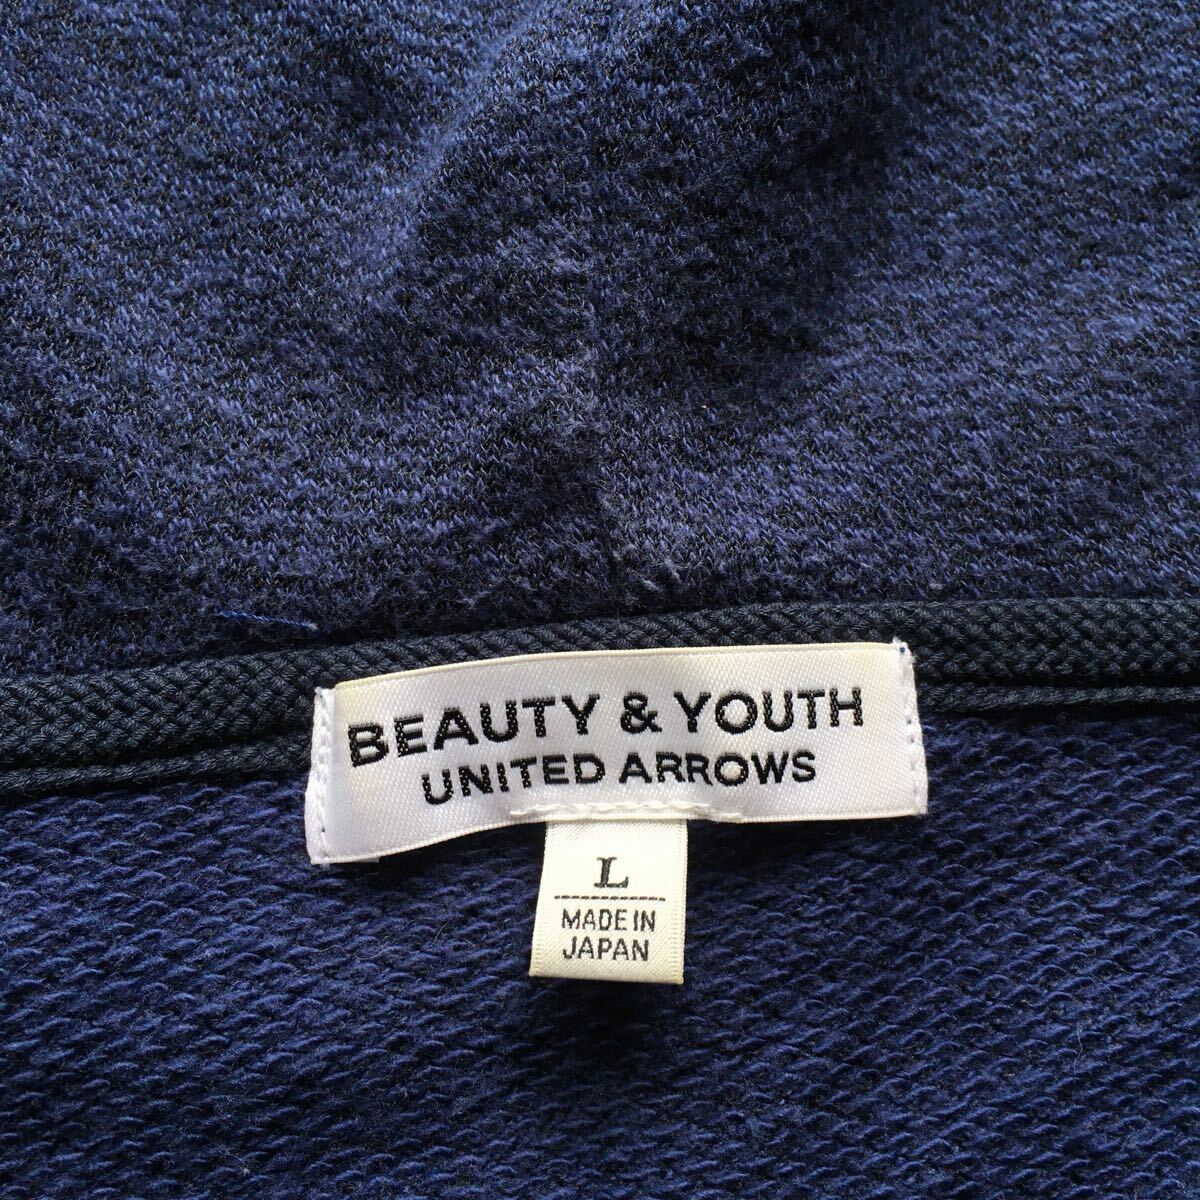 BEAUTY & YOUTH
UNITED ARROWS
L
MADE IN
JAPAN